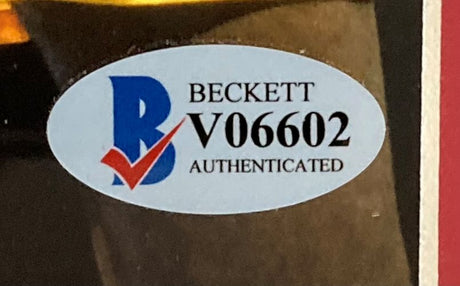 B
BECKETT
V06602
AUTHENTICATED